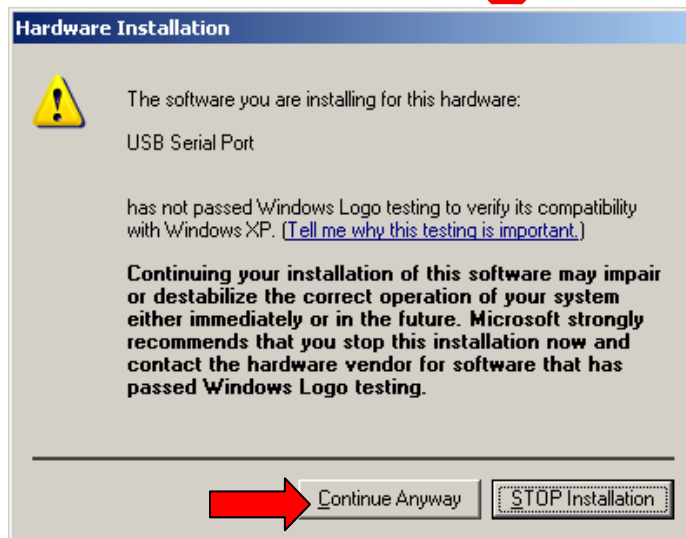 Hardware Installation
The software you are installing for this hardware:
USB Serial Port
has not passed Windows Logo testing to verify its compatibility
with Windows XP. (Tell me why this testing is important.)
Continuing your installation of this software may impair
or destabilize the correct operation of your system
either immediately or in the future. Microsoft strongly
recommends that you stop this installation now and
contact the hardware vendor for software that has
passed Windows Logo testing.
Continue Anyway STOP Installation